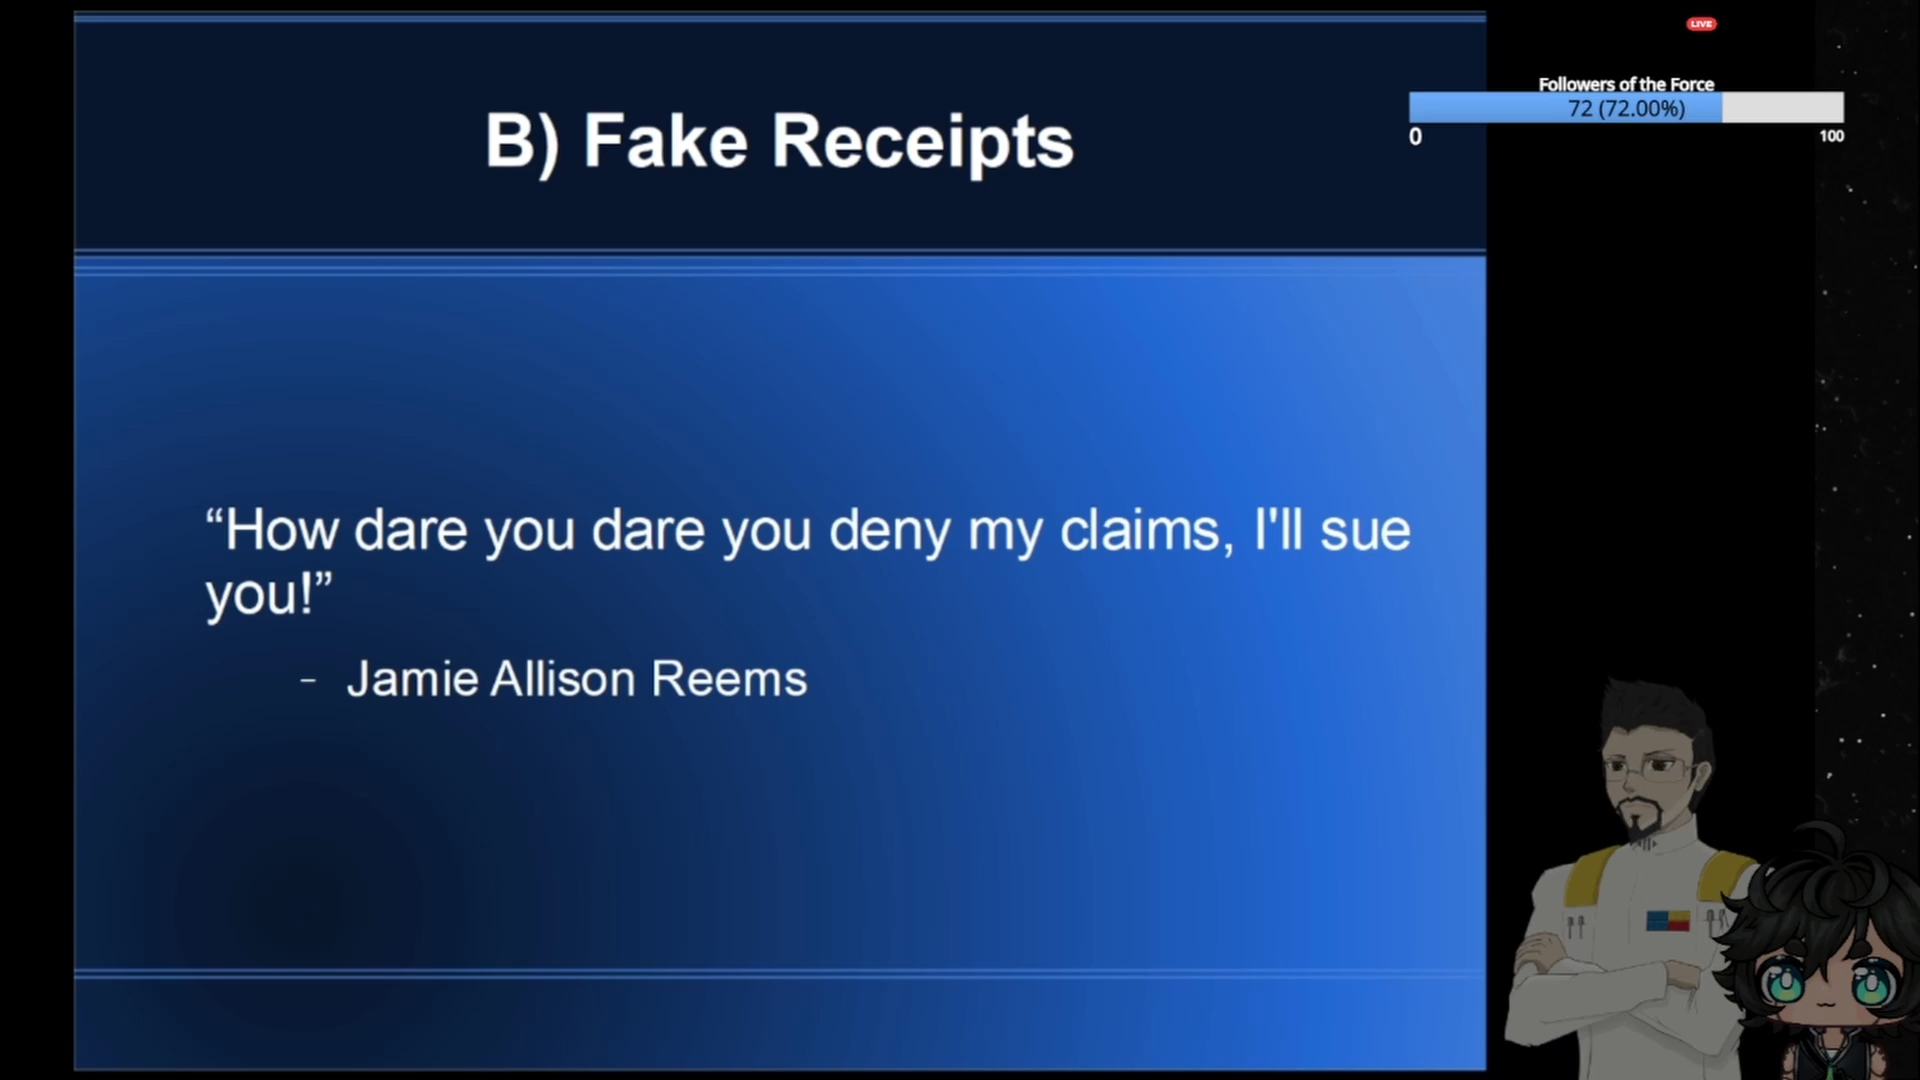 LIVE
Followers of the Force
72 (72.00%)
0 100
B) Fake Receipts
“How dare you dare you deny my claims, I'll sue
you!”
- Jamie Allison Reems